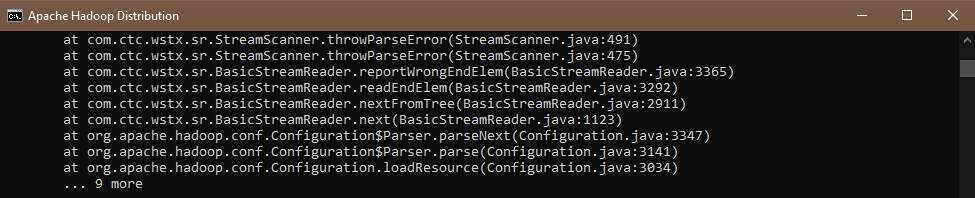 Apache Hadoop Distribution
at com.ctc.wstx.sr.StreamScanner.throwParseError(StreamScanner.java:491)
at com.ctc.wstx.sr.StreamScanner.throwParseError(StreamScanner.java:475)
at com.ctc.wstx.sr.BasicStreamReader.reportWrongEndElem(BasicStreamReader.java:3365)
at com.ctc.wstx.sr.BasicStreamReader.readEndElem(BasicStreamReader.java:3292)
at com.ctc.wstx.sr.BasicStreamReader.nextFromTree(BasicStreamReader.java:2911)
at com.ctc.wstx.sr.BasicStreamReader.next(BasicStreamReader.java:1123)
at org.apache.hadoop.conf.Configuration$Parser.parseNext(Configuration.java:3347)
at org.apache.hadoop.conf.Configuration$Parser.parse(Configuration.java:3141)
at org.apache.hadoop.conf.Configuration.loadResource(Configuration.java:3034)
... 9 more